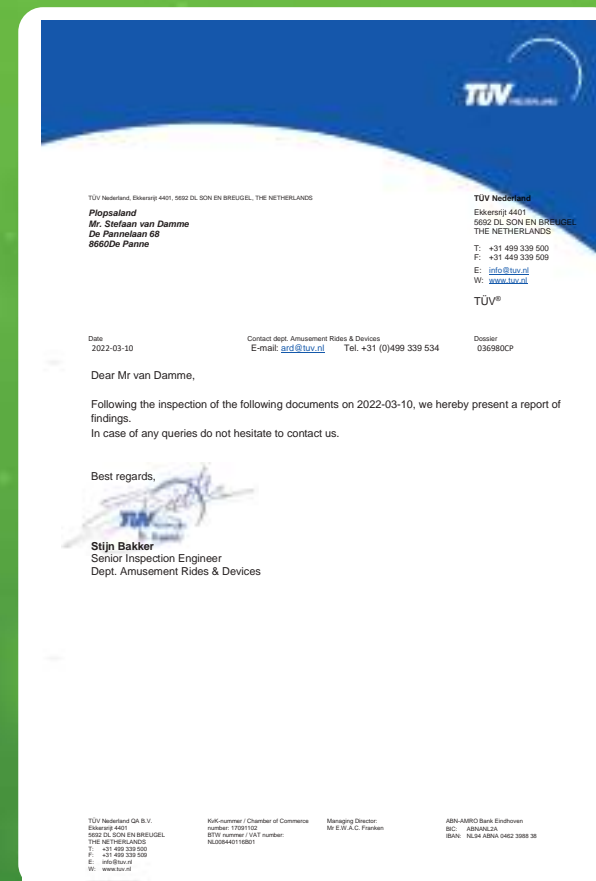 TÜV NEDERLAND
TÜV Nederland, Ekkersrijt 4401, 5692 DL SON EN BREUGEL, THE NETHERLANDS
Plopsaland
Mr. Stefaan van Damme
De Pannelaan 68
8660De Panne
TÜV Nederland
Ekkersrijt 4401
5692 DL SON EN BREUGEL
THE NETHERLANDS
T: +31 499 339 500
F: +31 449 339 509
E: info@tuv.nl
W: www.tuv.nl
TÜV®
Date
2022-03-10
Contact dept. Amusement Rides & Devices
E-mail: ard@tuv.nl Tel. +31 (0)499 339 534
Dossier
036980CP
Dear Mr van Damme,
Following the inspection of the following documents on 2022-03-10, we hereby present a report of
findings.
In case of any queries do not hesitate to contact us.
Best regards,
TÜV
Stijn Bakker
Senior Inspection Engineer
Dept. Amusement Rides & Devices
TÜV Nederland QA B.V.
Ekkersrijt 4401
5692 DL SON EN BREUGEL
THE NETHERLANDS
T: +31 499 339 500
F: +31 499 339 509
E: info@tuv.nl
W: www.tuv.nl
KvK-nummer / Chamber of Commerce
number: 17091102
BTW nummer / VAT number:
NL008440116B01
Managing Director:
Mr E.W.A.C. Franken
ABN-AMRO Bank Eindhoven
BIC: ABNANL2A
IBAN: NL94 ABNA 0462 3988 38